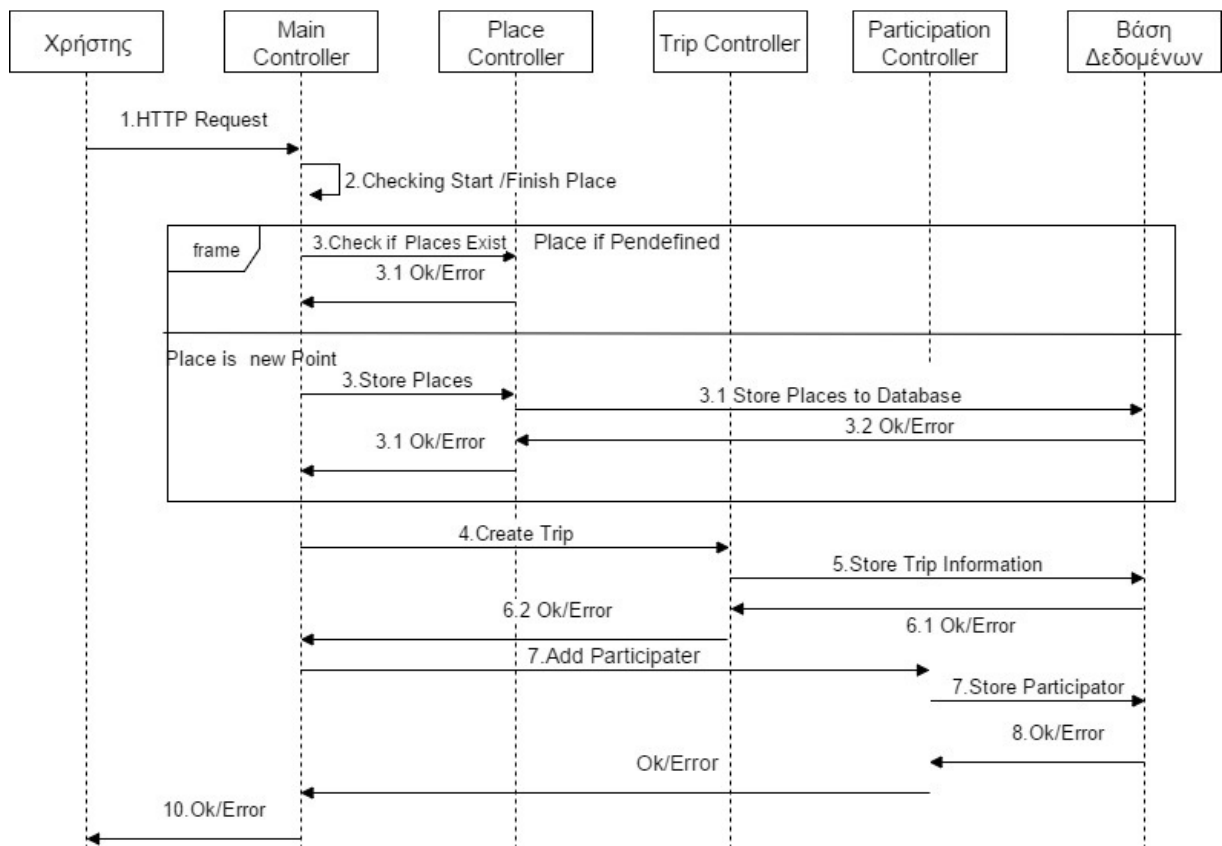 Χρήστης
Main
Controller
Place
Controller
Trip Controller
Participation
Controller
Βάση
Δεδομένων
1.HTTP Request
2.Checking Start /Finish Place
frame
3.Check if Places Exist
Place if Pendefined
3.1 Ok/Error
Place is new Point
3.Store Places
3.1 Store Places to Database
3.2 Ok/Error
3.1 Ok/Error
4.Create Trip
5.Store Trip Information
6.2 Ok/Error
6.1 Ok/Error
7.Add Participater
7.Store Participator
8.Ok/Error
Ok/Error
10.Ok/Error